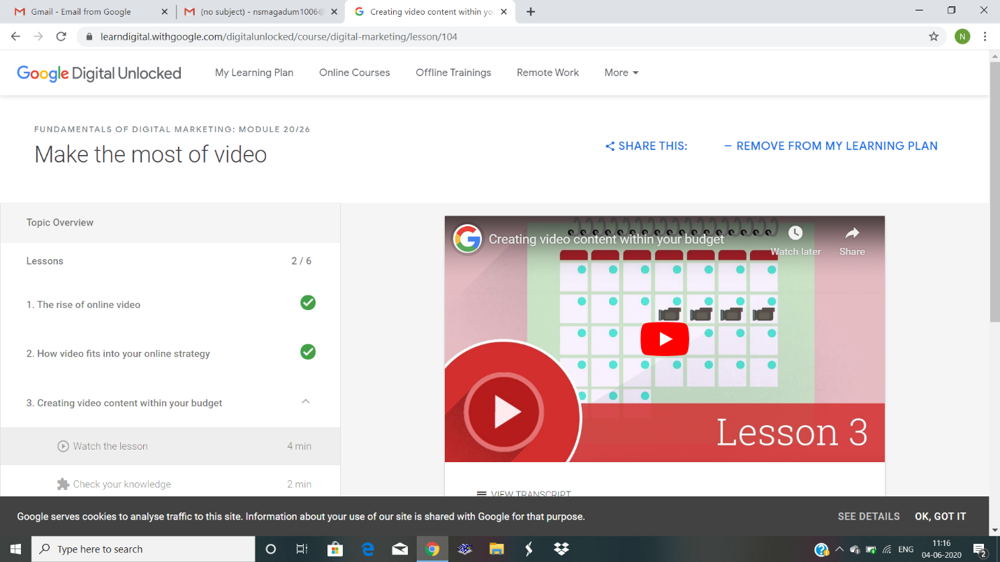 Gmail - Email from Google
(no subject) - nsmagadum1006@
Creating video content within yo
learndigital.withgoogle.com/digitalunlocked/course/digital-marketing/lesson/104
N
Google Digital Unlocked
My Learning Plan
Online Courses
Offline Trainings
Remote Work
More
FUNDAMENTALS OF DIGITAL MARKETING: MODULE 20/26
Make the most of video
SHARE THIS:
REMOVE FROM MY LEARNING PLAN
Topic Overview
Lessons 2 / 6
1. The rise of online video
2. How video fits into your online strategy
3. Creating video content within your budget
Watch the lesson 4 min
Check your knowledge 2 min
Creating video content within your budget
Watch later
Share
Lesson 3
VIEW TRANSCRIPT
Google serves cookies to analyse traffic to this site. Information about your use of our site is shared with Google for that purpose.
SEE DETAILS
OK, GOT IT
Type here to search
ENG
11:16
04-06-2020
2